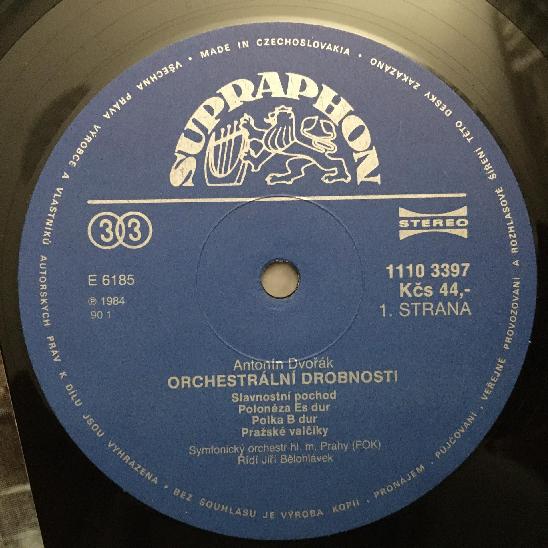 SUPRAPHON
33
STEREO
E 6185
℗ 1984
90 1
1110 3397
Kčs 44,-
1. STRANA
Antonín Dvořák
ORCHESTRÁLNÍ DROBNOSTI
Slavnostní pochod
Polonéza Es dur
Polka B dur
Pražské valčíky
Symfonický orchestr hl. m. Prahy (FOK)
Řídí Jiří Bělohlávek
MADE IN CZECHOSLOVAKIA • VŠECHNA PRÁVA VÝROBCE A VLASTNÍKŮ AUTORSKÝCH PRÁV K DÍLU JSOU VYHRAZENA • BEZ SOUHLASU JE VÝROBA KOPIÍ - PRONÁJEM - PŮJČOVÁNÍ - VEŘEJNÉ PROVOZOVÁNÍ A ROZHLASOVÉ ŠÍŘENÍ TÉTO DESKY ZAKÁZÁNO •